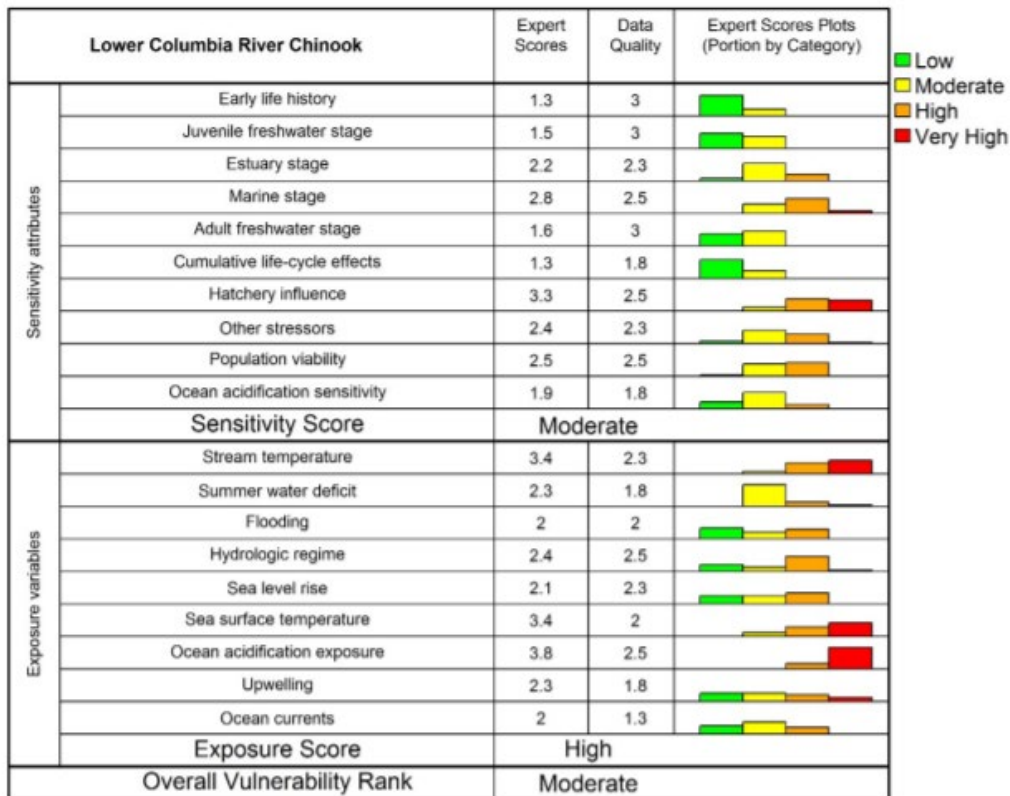 Lower Columbia River Chinook
Expert Scores
Data Quality
Expert Scores Plots
(Portion by Category)
Low
Moderate
High
Very High
Sensitivity attributes
Early life history 1.3 3
Juvenile freshwater stage 1.5 3
Estuary stage 2.2 2.3
Marine stage 2.8 2.5
Adult freshwater stage 1.6 3
Cumulative life-cycle effects 1.3 1.8
Hatchery influence 3.3 2.5
Other stressors 2.4 2.3
Population viability 2.5 2.5
Ocean acidification sensitivity 1.9 1.8
Sensitivity Score Moderate
Exposure variables
Stream temperature 3.4 2.3
Summer water deficit 2.3 1.8
Flooding 2 2
Hydrologic regime 2.4 2.5
Sea level rise 2.1 2.3
Sea surface temperature 3.4 2
Ocean acidification exposure 3.8 2.5
Upwelling 2.3 1.8
Ocean currents 2 1.3
Exposure Score High
Overall Vulnerability Rank Moderate